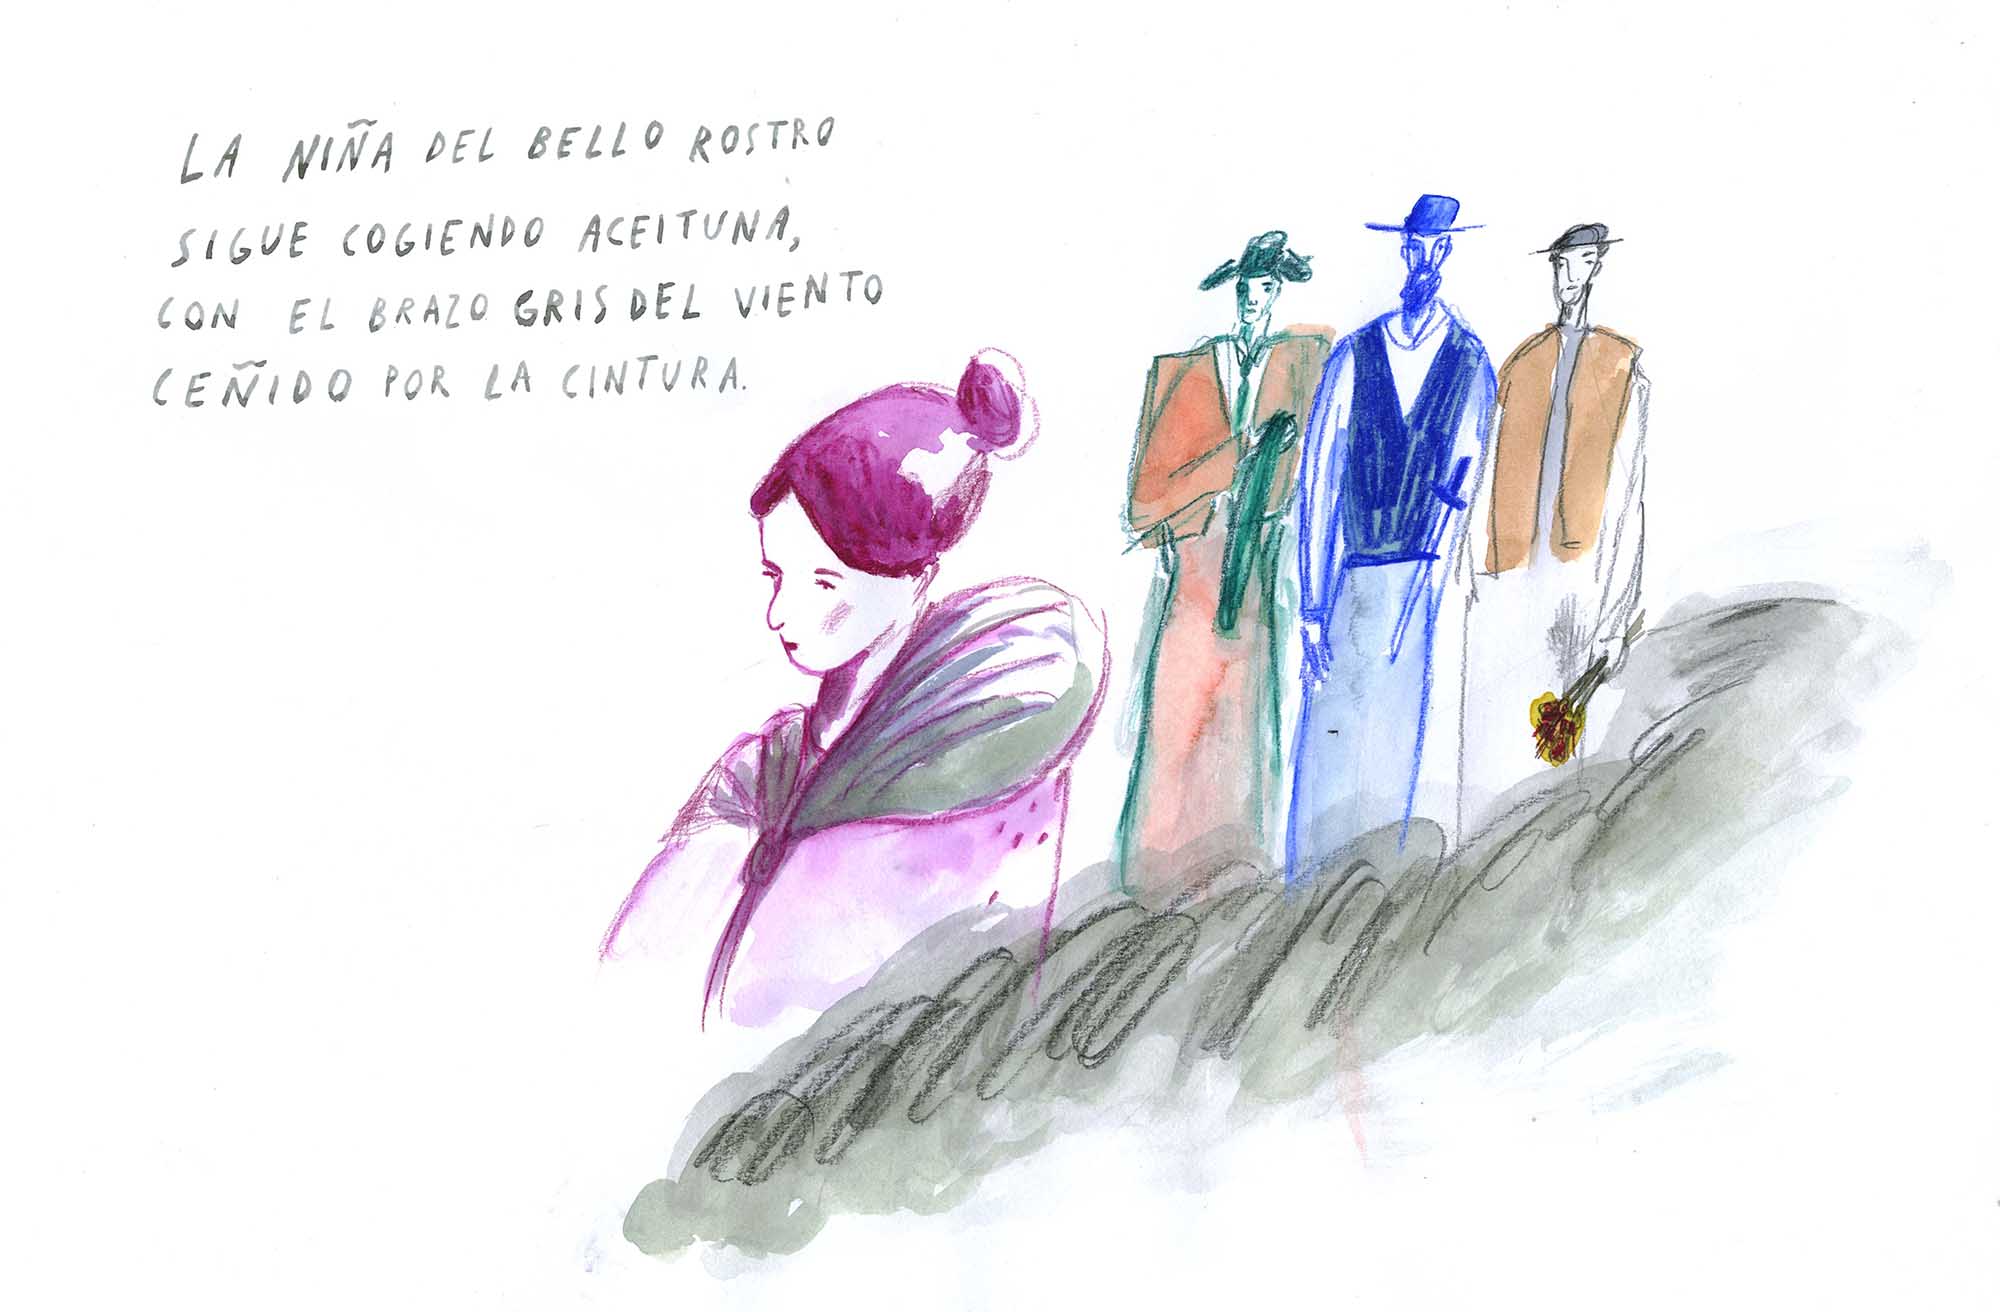 LA NIÑA DEL BELLO ROSTRO
SIGUE COGIENDO ACEITUNA,
CON EL BRAZO GRIS DEL VIENTO
CEÑIDO POR LA CINTURA.